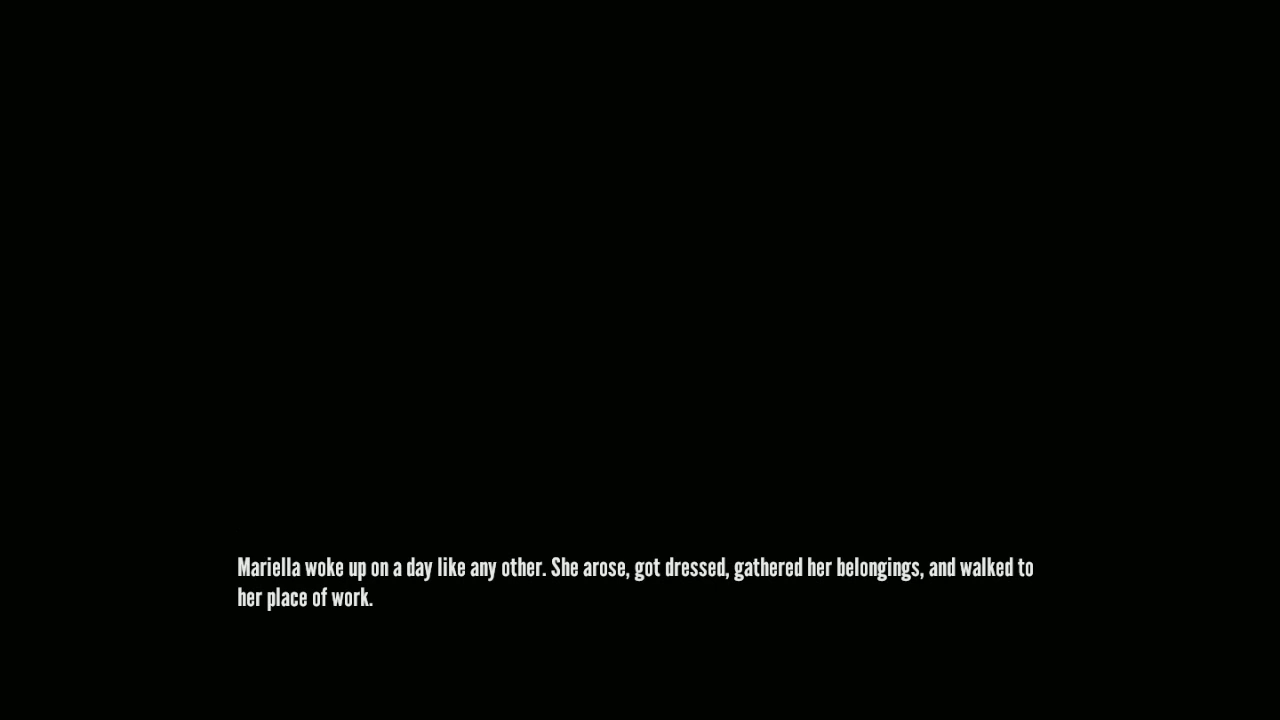 Mariella woke up on a day like any other. She arose, got dressed, gathered her belongings, and walked to
her place of work.